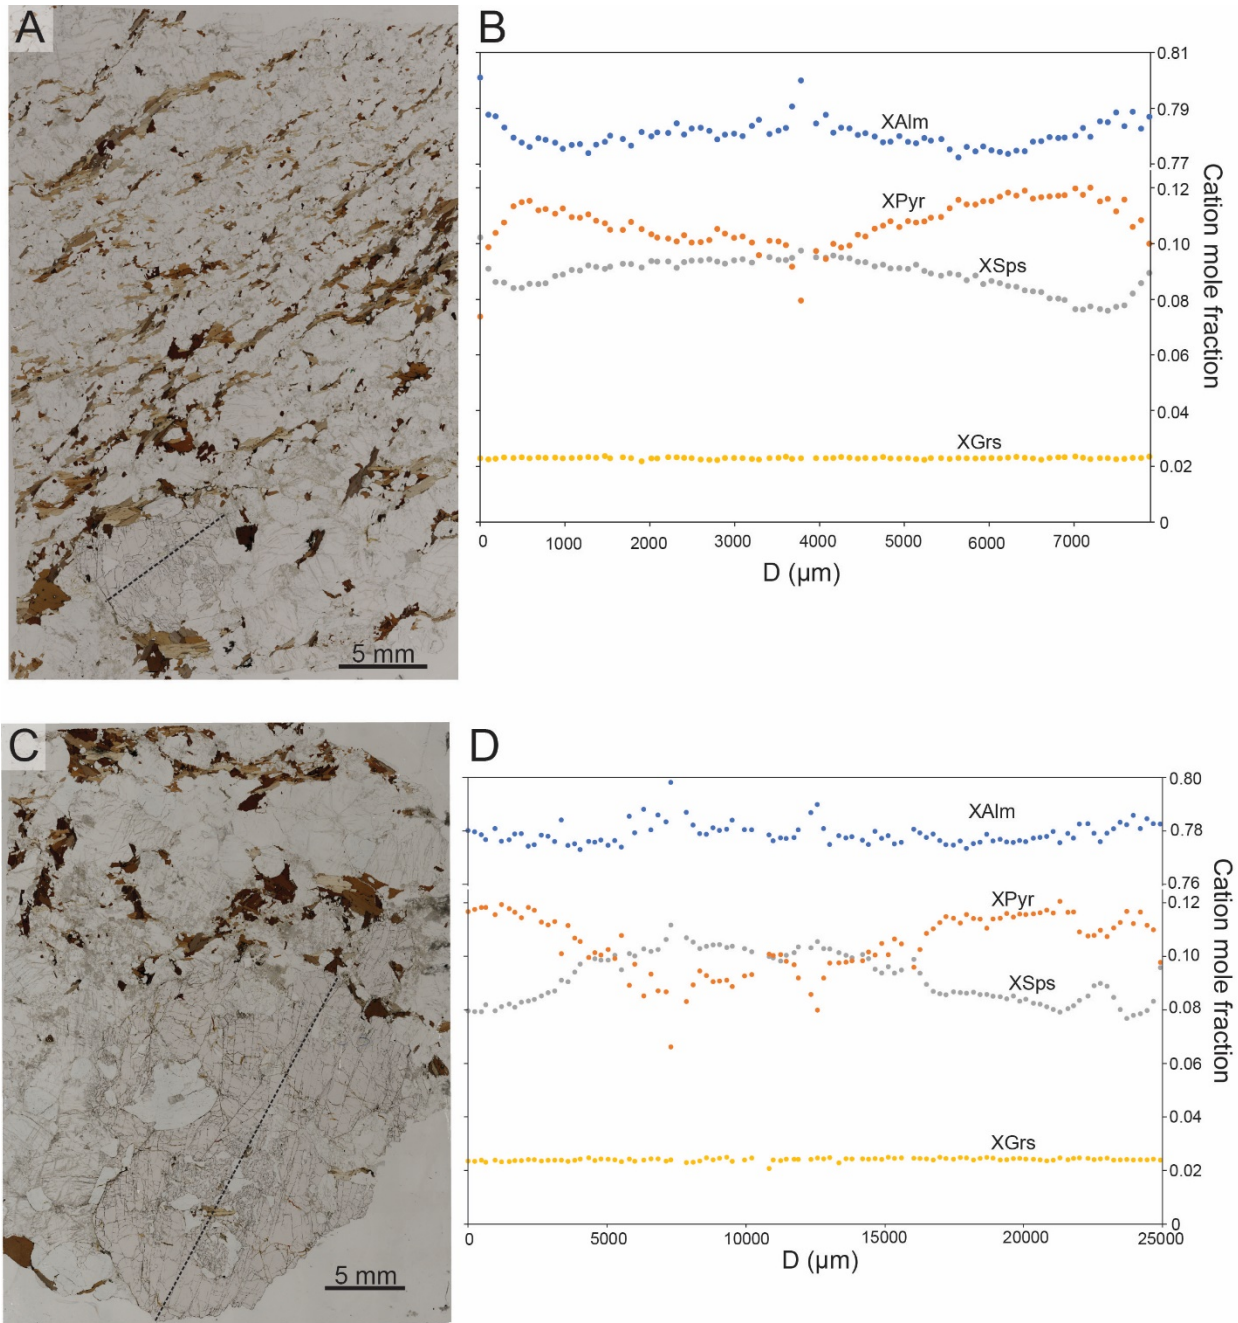 A
5 mm
B
0.81
0.79
0.77
0.12
0.10
0.08
0.06
0.04
0.02
0
XAlm
XPyr
XSps
XGrs
Cation mole fraction
0 1000 2000 3000 4000 5000 6000 7000
D (µm)
C
5 mm
D
0.80
0.78
0.76
0.12
0.10
0.08
0.06
0.04
0.02
0
XAlm
XPyr
XSps
XGrs
Cation mole fraction
0 5000 10000 15000 20000 25000
D (µm)